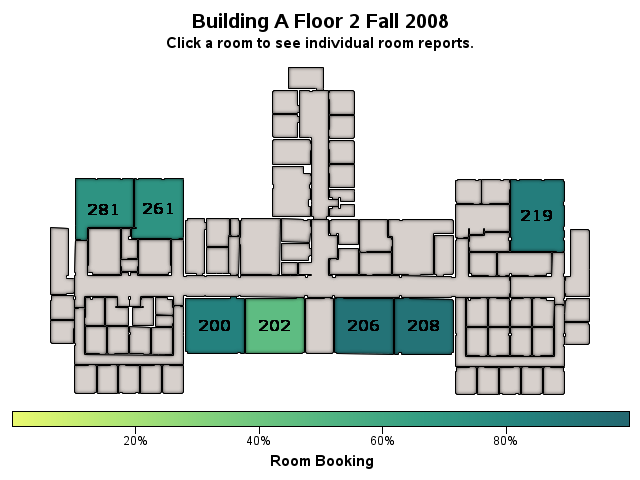 Building A Floor 2 Fall 2008
Click a room to see individual room reports.
281 261 219
200 202 206 208
20% 40% 60% 80%
Room Booking